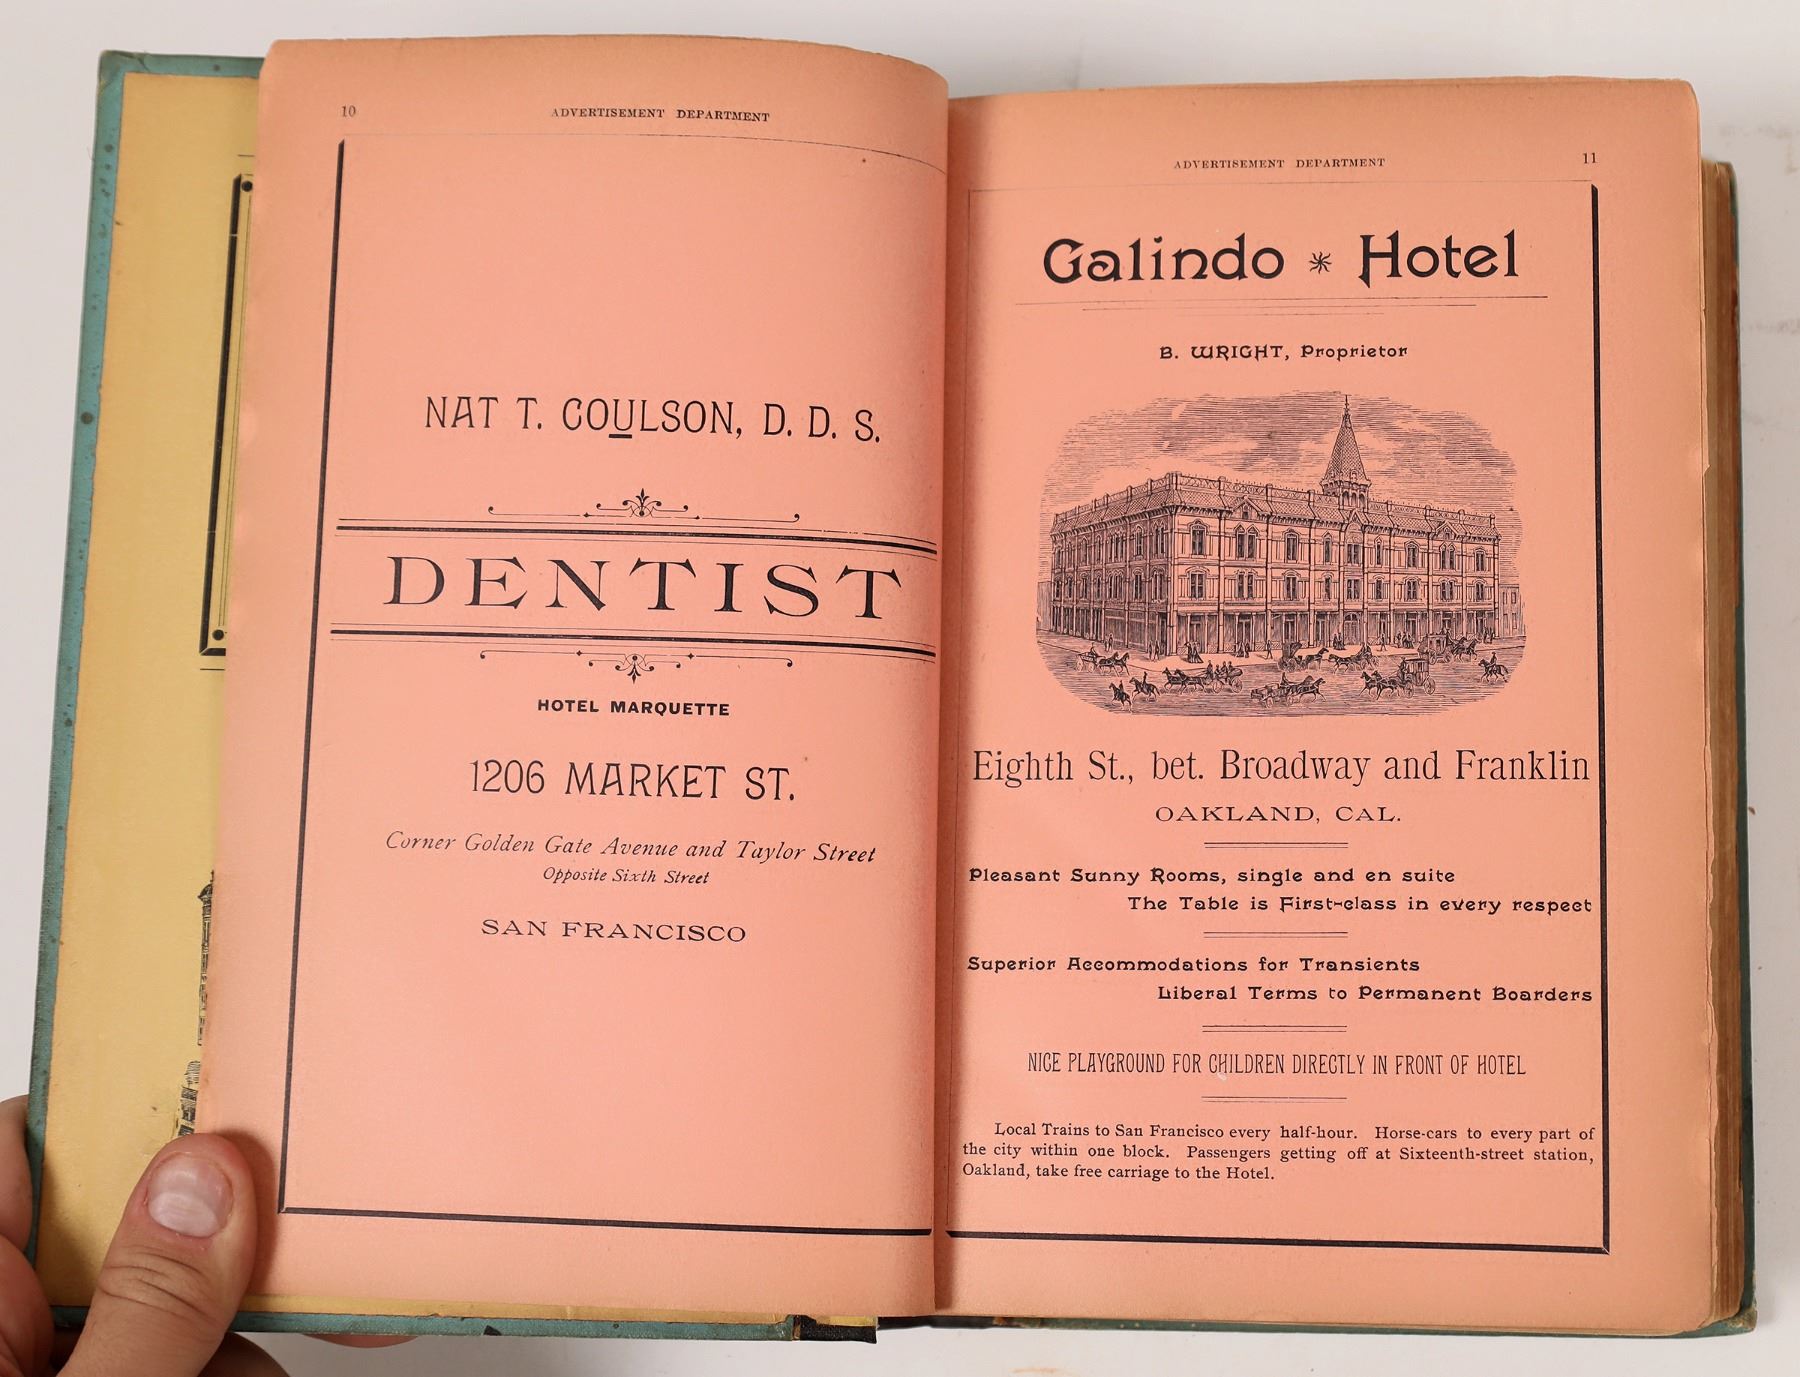 10
ADVERTISEMENT DEPARTMENT
NAT T. COULSON, D. D. S.
DENTIST
HOTEL MARQUETTE
1206 MARKET ST.
Corner Golden Gate Avenue and Taylor Street
Opposite Sixth Street
SAN FRANCISCO
ADVERTISEMENT DEPARTMENT
11
Galindo * Hotel
B. WRIGHT, Proprietor
Eighth St., bet. Broadway and Franklin
OAKLAND, CAL.
Pleasant Sunny Rooms, single and en suite
The Table is First-class in every respect
Superior Accommodations for Transients
Liberal Terms to Permanent Boarders
NICE PLAYGROUND FOR CHILDREN DIRECTLY IN FRONT OF HOTEL
Local Trains to San Francisco every half-hour. Horse-cars to every part of
the city within one block. Passengers getting off at Sixteenth-street station,
Oakland, take free carriage to the Hotel.